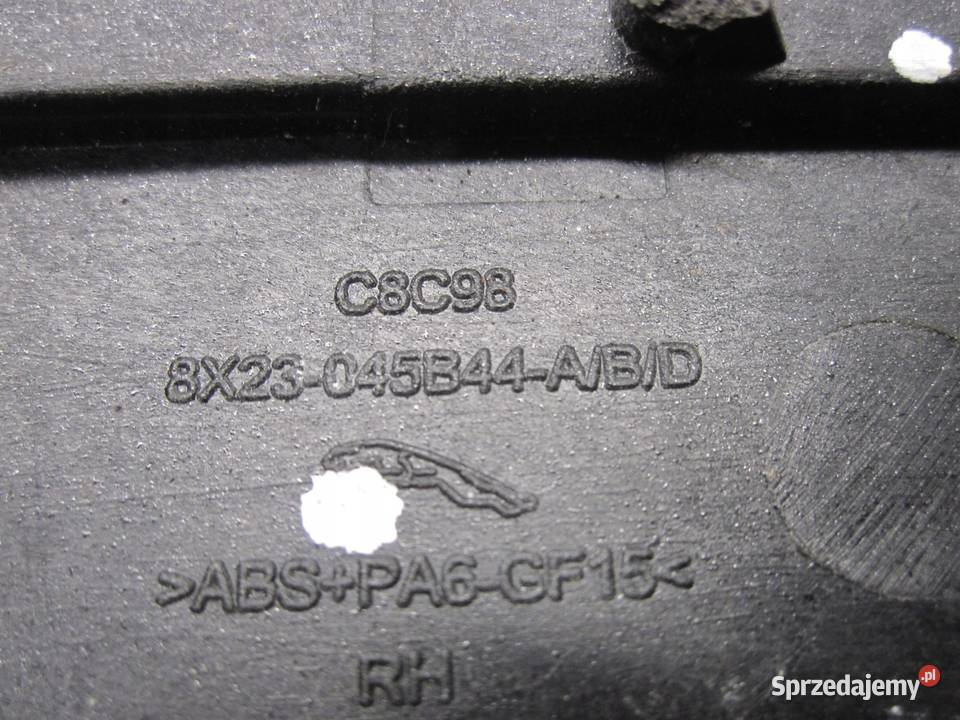 C8C98
8X23-045B44-A/B/D
>ABS+PA6-GF15<
RH
Sprzedajemy.pl